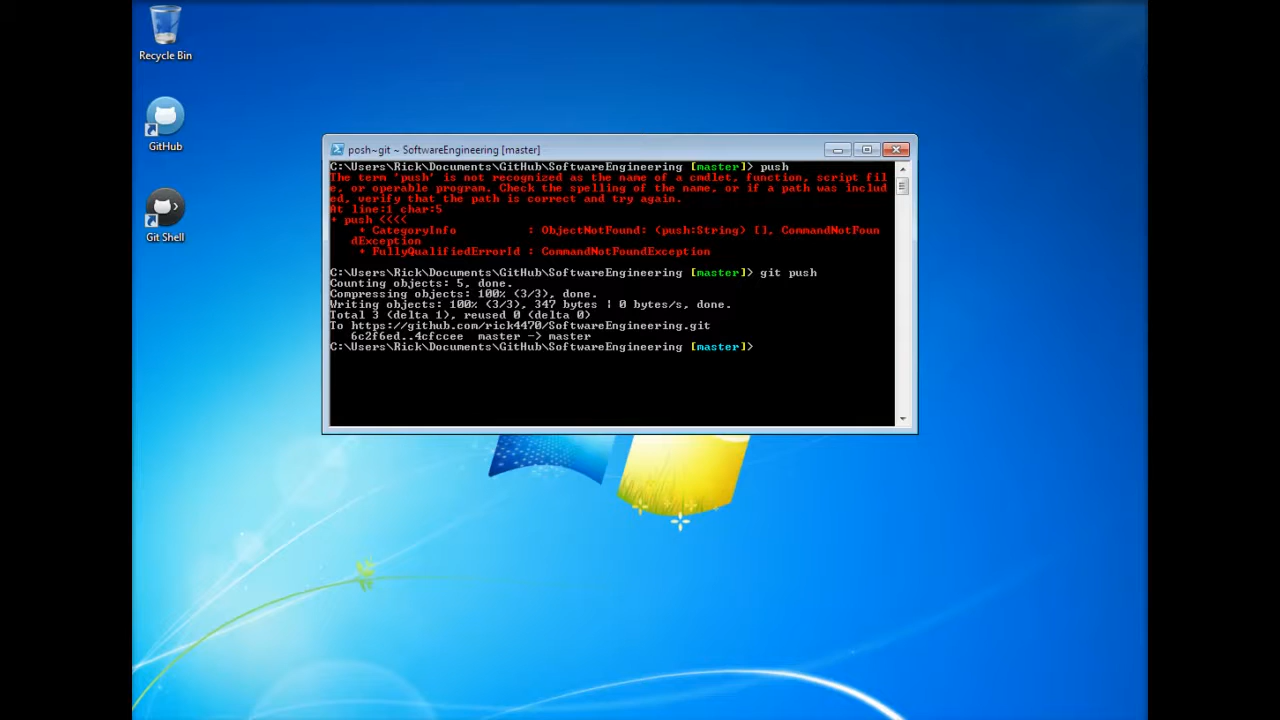 Recycle Bin
GitHub
Git Shell
posh~git ~ SoftwareEngineering [master]
C:\Users\Rick\Documents\GitHub\SoftwareEngineering [master]> push
The term 'push' is not recognized as the name of a cmdlet, function, script fil
e, or operable program. Check the spelling of the name, or if a path was includ
ed, verify that the path is correct and try again.
At line:1 char:5
+ push <<<<
+ CategoryInfo : ObjectNotFound: (push:String) [], CommandNotFoun
dException
+ FullyQualifiedErrorId : CommandNotFoundException
C:\Users\Rick\Documents\GitHub\SoftwareEngineering [master]> git push
Counting objects: 5, done.
Compressing objects: 100% (3/3), done.
Writing objects: 100% (3/3), 347 bytes | 0 bytes/s, done.
Total 3 (delta 1), reused 0 (delta 0)
To https://github.com/rick4470/SoftwareEngineering.git
6c2f6ed..4cfccee master -> master
C:\Users\Rick\Documents\GitHub\SoftwareEngineering [master]>